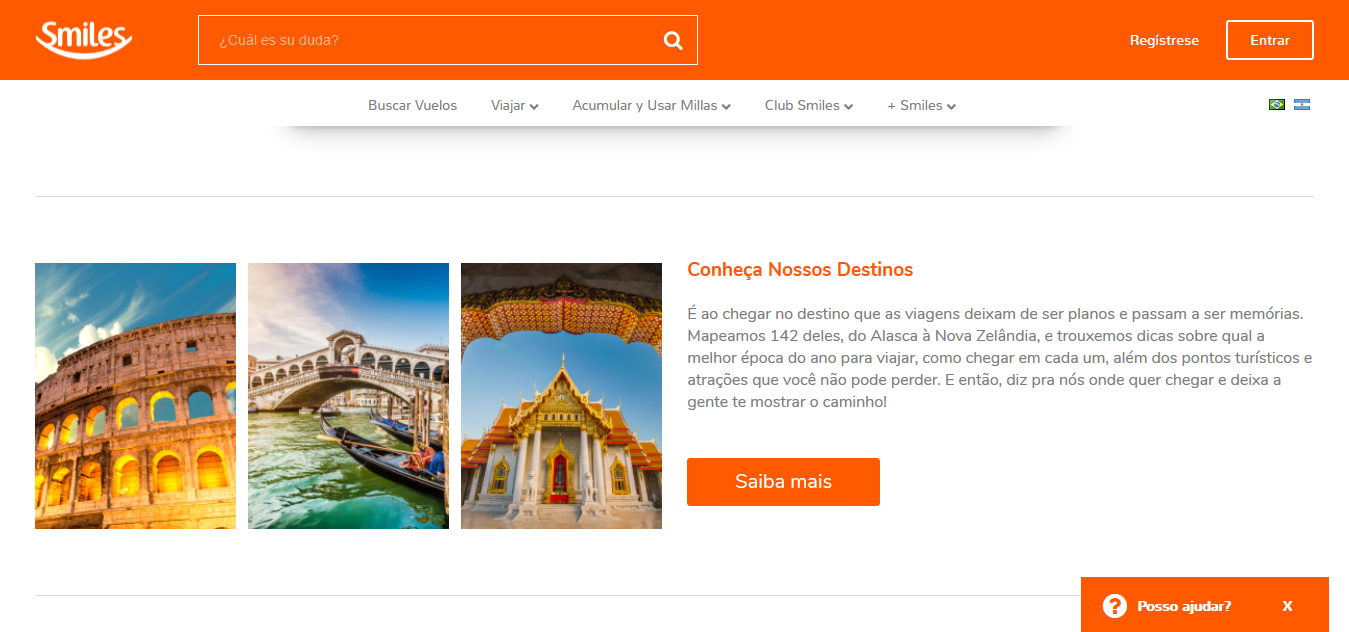 Smiles
¿Cuál es su duda?
Regístrese
Entrar
Buscar Vuelos
Viajar
Acumular y Usar Millas
Club Smiles
+ Smiles
Conheça Nossos Destinos
É ao chegar no destino que as viagens deixam de ser planos e passam a ser memórias.
Mapeamos 142 deles, do Alasca à Nova Zelândia, e trouxemos dicas sobre qual a
melhor época do ano para viajar, como chegar em cada um, além dos pontos turísticos e
atrações que você não pode perder. E então, diz pra nós onde quer chegar e deixa a
gente te mostrar o caminho!
Saiba mais
? Posso ajudar? X